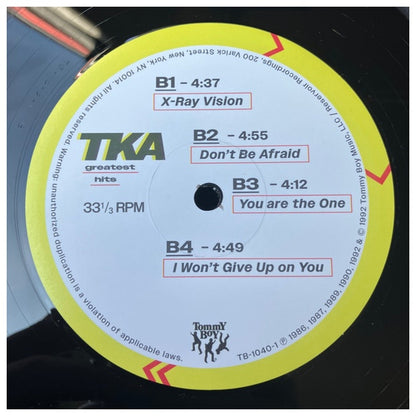 B1 – 4:37
X-Ray Vision
B2 – 4:55
Don't Be Afraid
B3 – 4:12
You are the One
B4 – 4:49
I Won't Give Up on You
TKA
greatest
hits
33 1/3 RPM
Tommy
Boy
TB-1040-1 ℗ 1986, 1987, 1989, 1990, 1992 & © 1992 Tommy Boy Music, LLC / Reservoir Recordings, 200 Varick Street, New York, NY 10014. All rights reserved. Warning: unauthorized duplication is a violation of applicable laws.